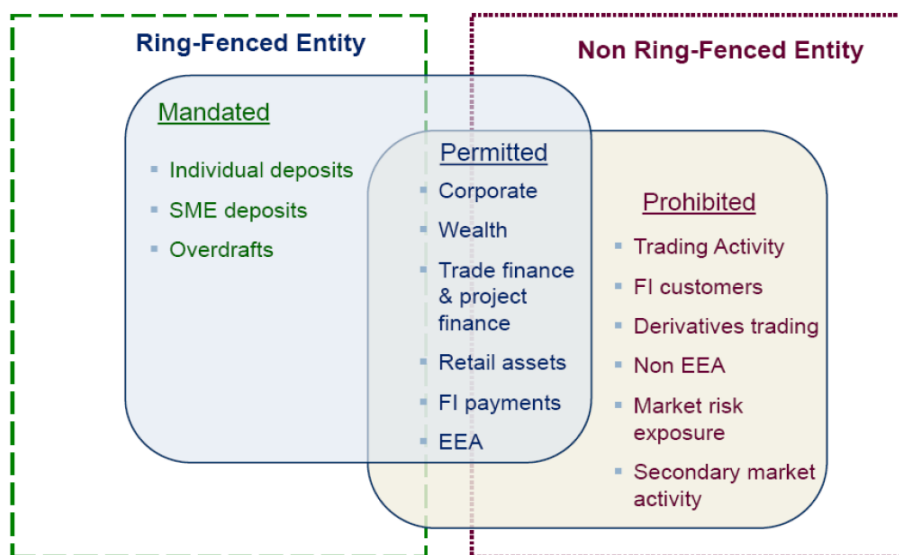 Ring-Fenced Entity
Non Ring-Fenced Entity
Mandated
Individual deposits
SME deposits
Overdrafts
Permitted
Corporate
Wealth
Trade finance
& project
finance
Retail assets
FI payments
EEA
Prohibited
Trading Activity
FI customers
Derivatives trading
Non EEA
Market risk
exposure
Secondary market
activity